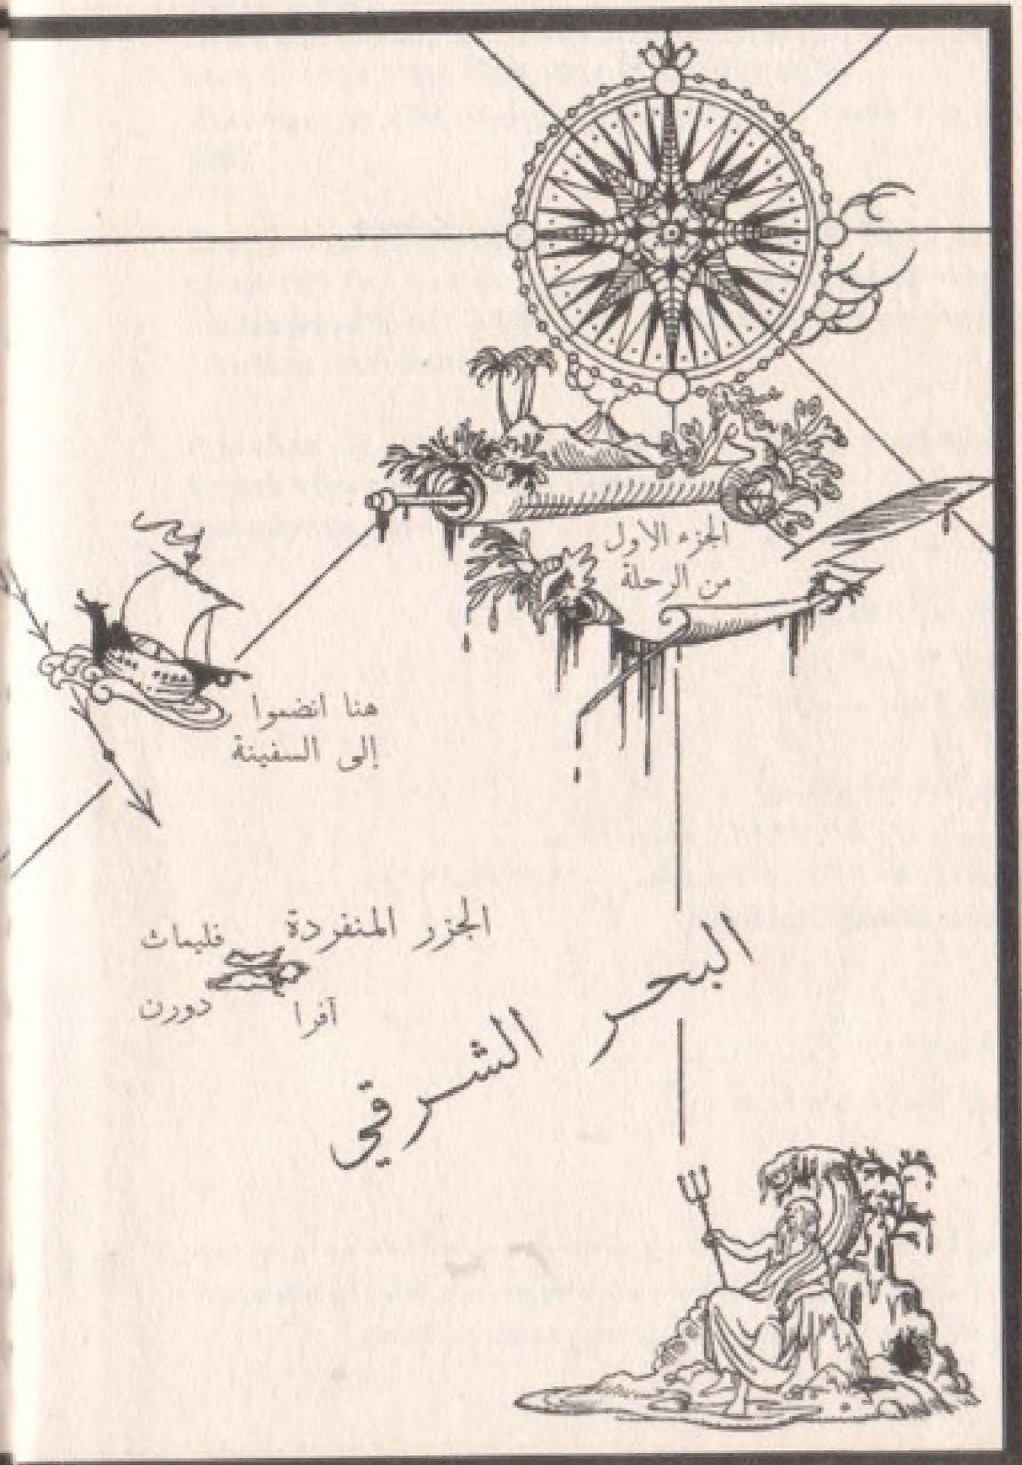 الجزء الاول
من الرحلة
هنا انضموا
إلى السفينة
الجزر المنفردة
فليماث
دورن
آفرا
البحر الشرقي